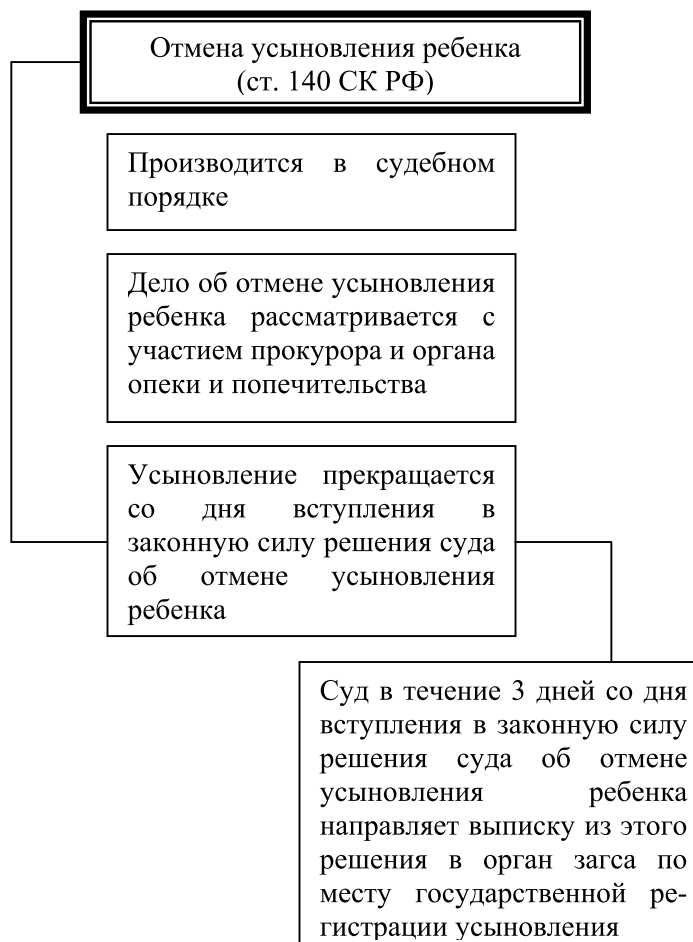 Отмена усыновления ребенка
(ст. 140 СК РФ)
Производится в судебном
порядке
Дело об отмене усыновления
ребенка рассматривается с
участием прокурора и органа
опеки и попечительства
Усыновление прекращается
со дня вступления в
законную силу решения суда
об отмене усыновления
ребенка
Суд в течение 3 дней со дня
вступления в законную силу
решения суда об отмене
усыновления ребенка
направляет выписку из этого
решения в орган загса по
месту государственной ре-
гистрации усыновления